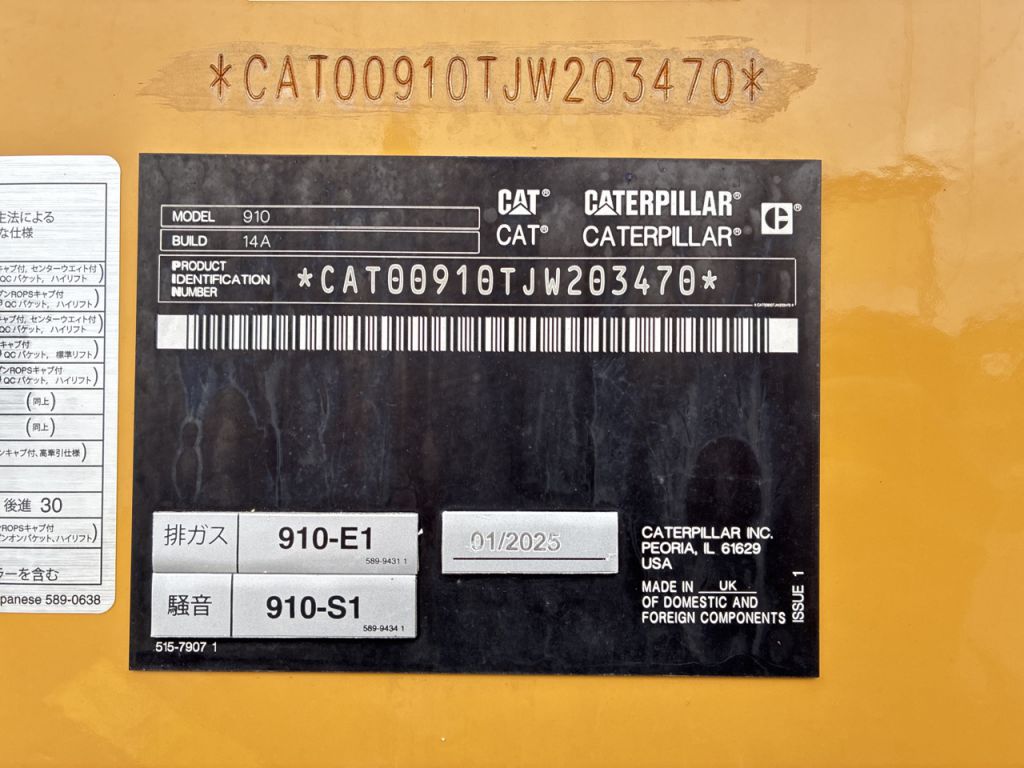 *CAT00910TJW203470*
生法による
な仕様
キャブ付, センターウエイト付
QCバケット, ハイリフト)
ンROPSキャブ付
QCバケット, ハイリフト)
キャブ付, センターウエイト付
QCバケット, ハイリフト)
キャブ付
QCバケット, 標準リフト)
ンROPSキャブ付
QCバケット, ハイリフト)
(同上)
(同上)
ンキャブ付、高牽引仕様)
後進 30
ROPSキャブ付
ンオンバケット、ハイリフト)
ラーを含む
panese 589-0638
MODEL 910
BUILD 14A
CAT® CATERPILLAR®
CAT® CATERPILLAR®
C®
PRODUCT
IDENTIFICATION
NUMBER
*CAT00910TJW203470*
排ガス 910-E1
589-9431 1
騒音 910-S1
589-9434 1
515-7907 1
01/2025
CATERPILLAR INC.
PEORIA, IL 61629
USA
MADE IN UK
OF DOMESTIC AND
FOREIGN COMPONENTS
ISSUE 1